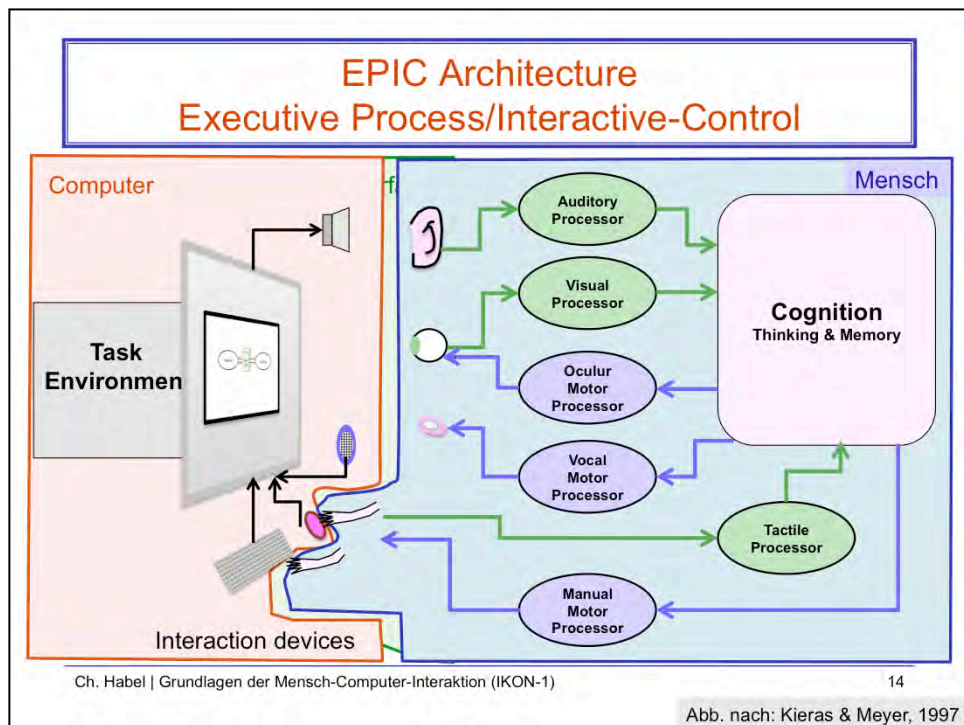 EPIC Architecture
Executive Process/Interactive-Control
Computer
rfa
Mensch
Auditory
Processor
Visual
Processor
Cognition
Thinking & Memory
Task
Environmen
Oculur
Motor
Processor
Vocal
Motor
Processor
Tactile
Processor
Manual
Motor
Processor
Interaction devices
Ch. Habel | Grundlagen der Mensch-Computer-Interaktion (IKON-1)
14
Abb. nach: Kieras & Meyer, 1997